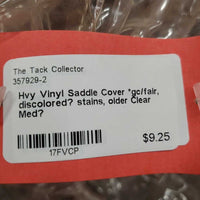 The Tack Collector
357929-2
Hvy Vinyl Saddle Cover *gc/fair,
discolored? stains, older Clear
Med?
$9.25
17FVCP